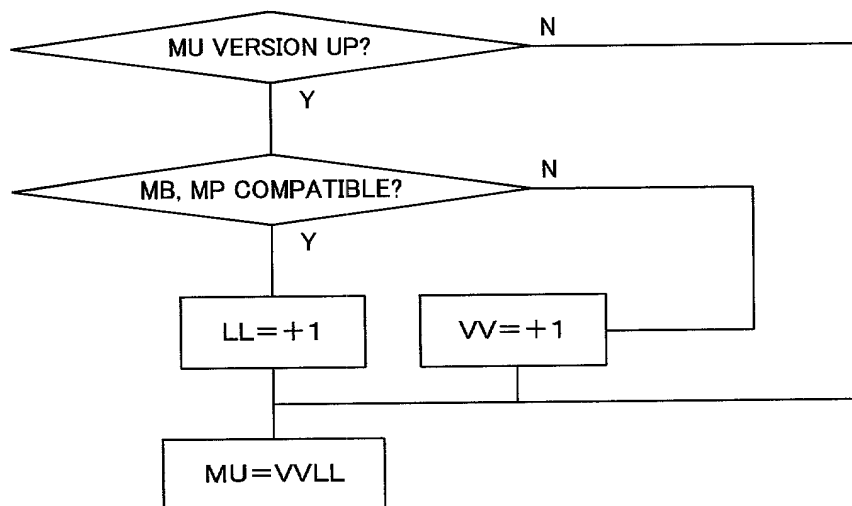 MU VERSION UP?
N
Y
MB, MP COMPATIBLE?
N
Y
LL=+1
VV=+1
MU=VVLL